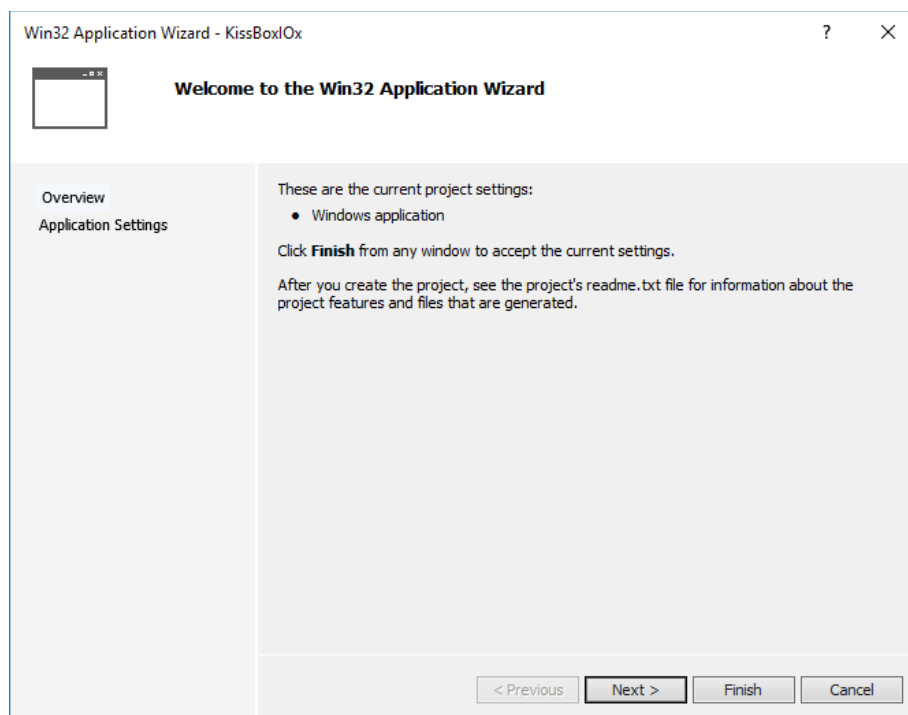 Win32 Application Wizard - KissBoxIOx
Welcome to the Win32 Application Wizard
Overview
Application Settings
These are the current project settings:
• Windows application
Click Finish from any window to accept the current settings.
After you create the project, see the project's readme.txt file for information about the
project features and files that are generated.
< Previous
Next >
Finish
Cancel